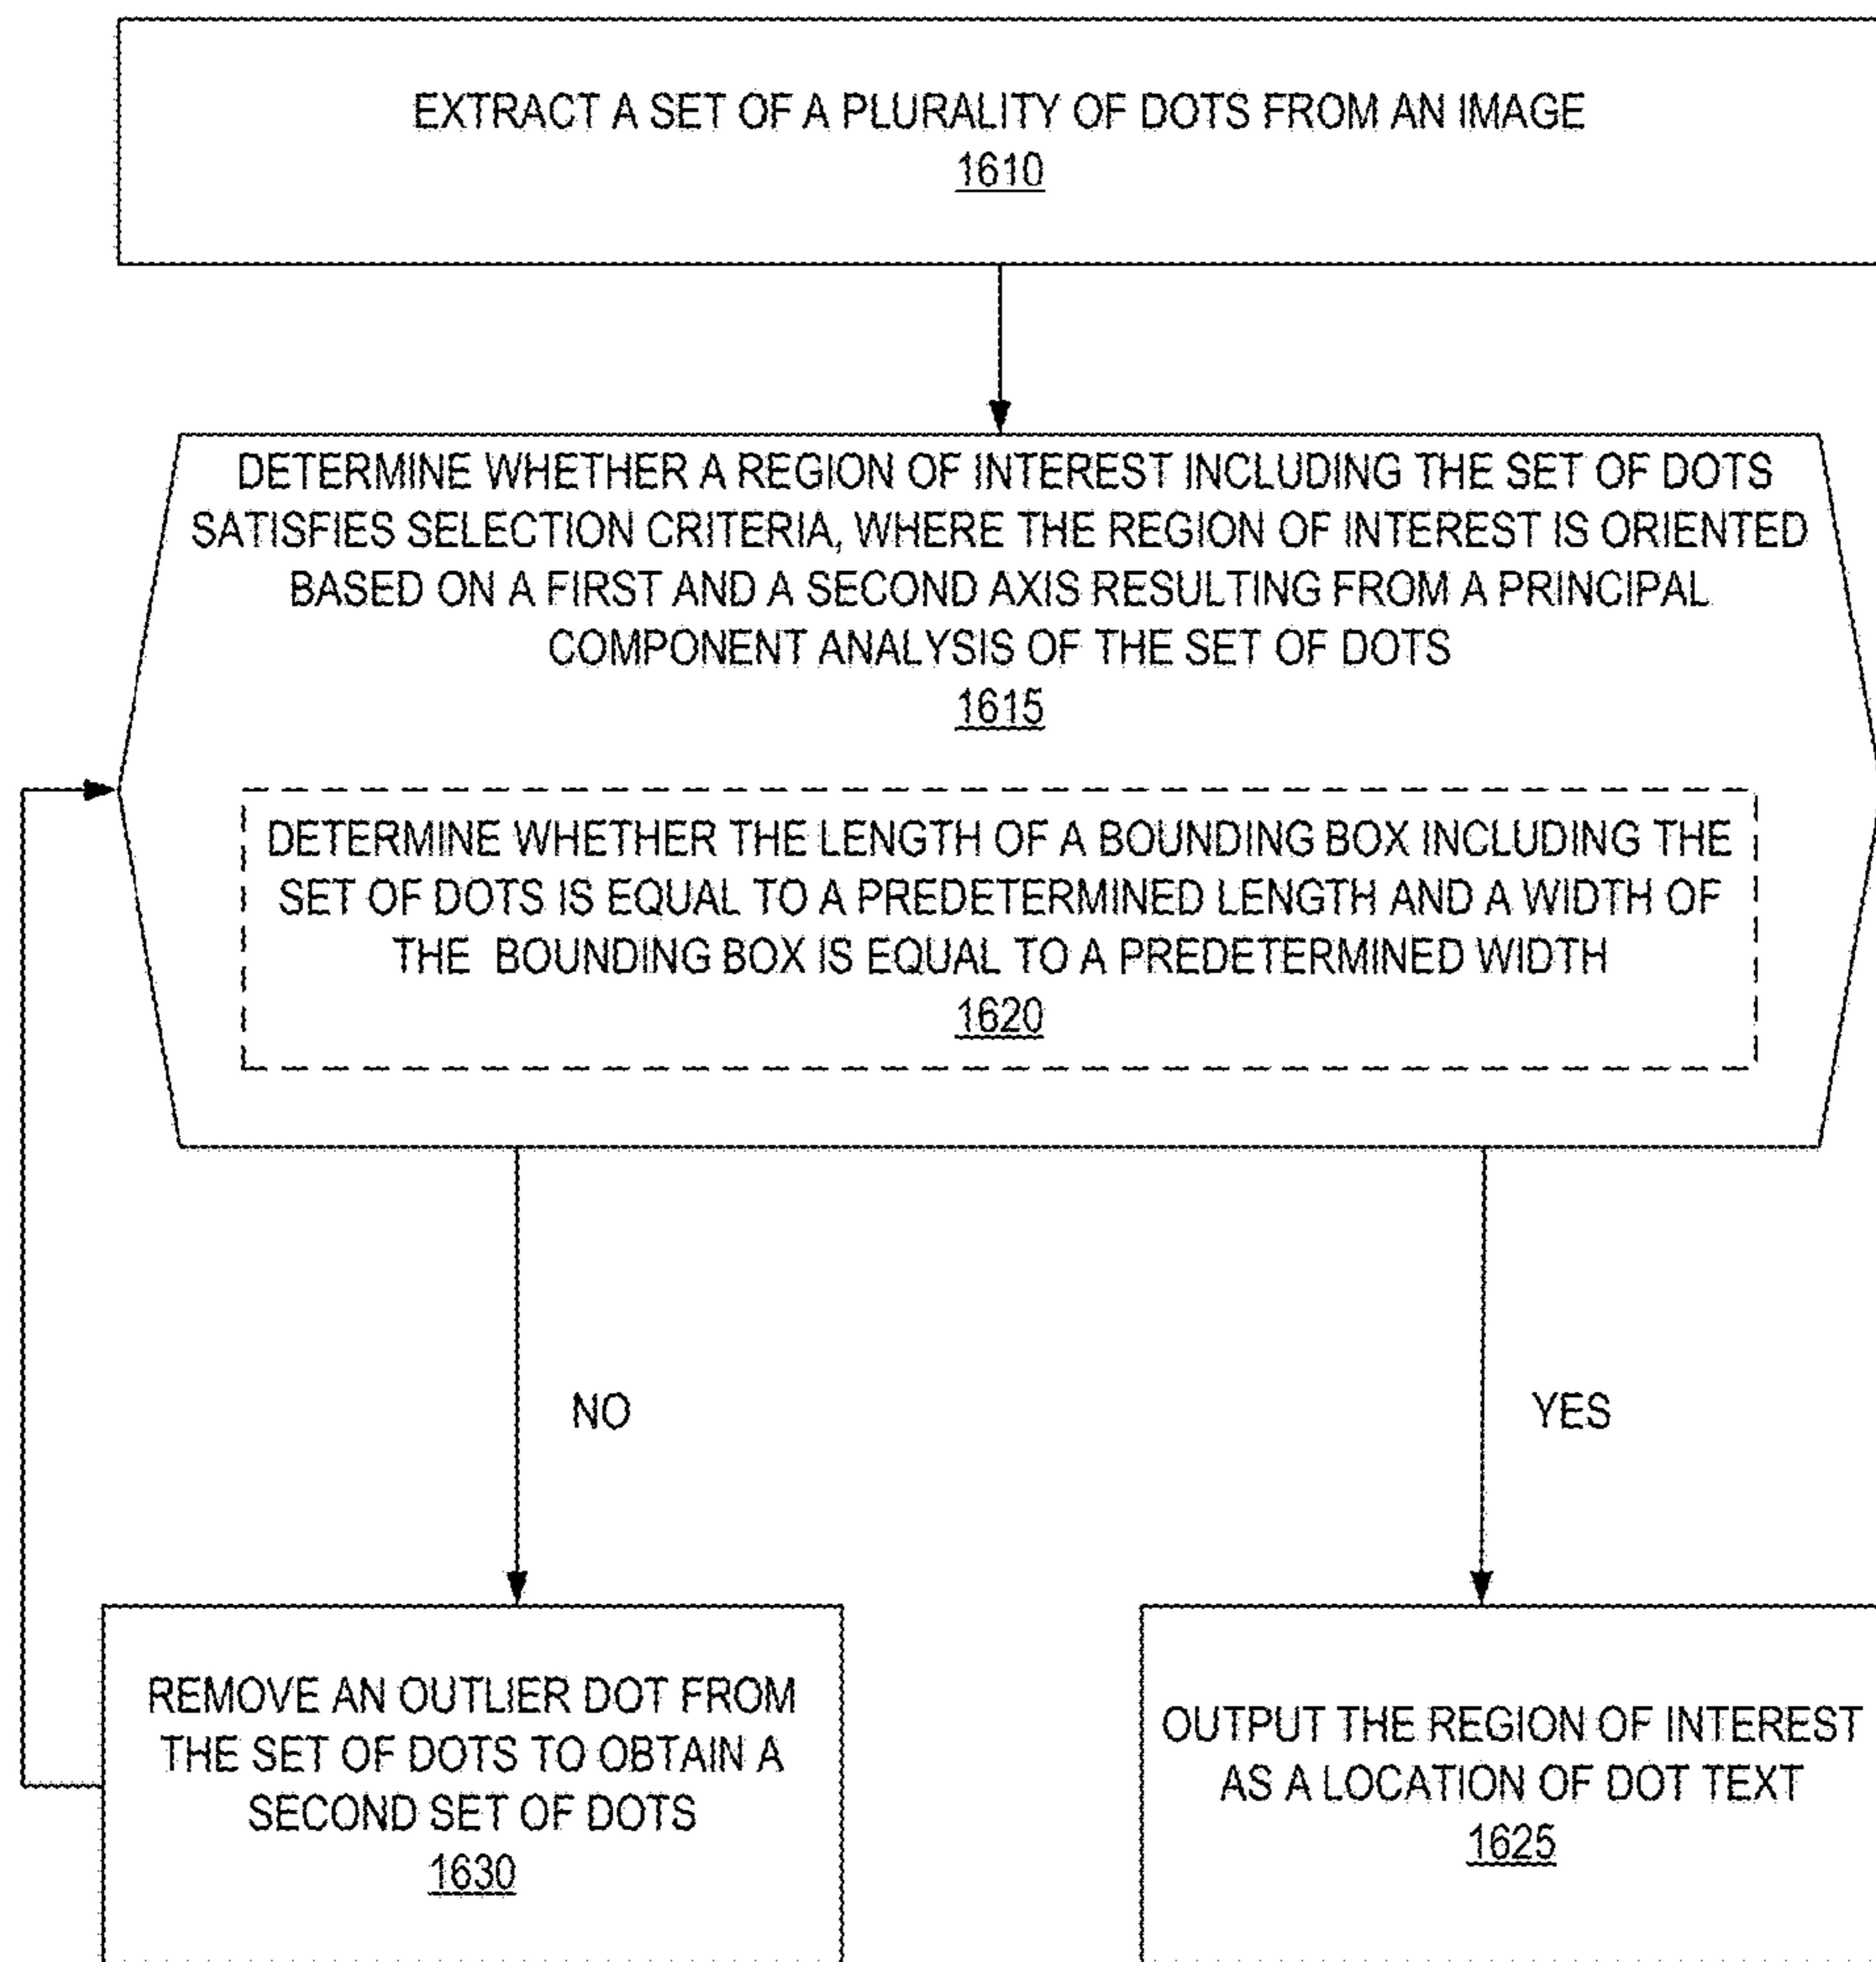 EXTRACT A SET OF A PLURALITY OF DOTS FROM AN IMAGE
1610
DETERMINE WHETHER A REGION OF INTEREST INCLUDING THE SET OF DOTS
SATISFIES SELECTION CRITERIA, WHERE THE REGION OF INTEREST IS ORIENTED
BASED ON A FIRST AND A SECOND AXIS RESULTING FROM A PRINCIPAL
COMPONENT ANALYSIS OF THE SET OF DOTS
1615
DETERMINE WHETHER THE LENGTH OF A BOUNDING BOX INCLUDING THE
SET OF DOTS IS EQUAL TO A PREDETERMINED LENGTH AND A WIDTH OF
THE BOUNDING BOX IS EQUAL TO A PREDETERMINED WIDTH
1620
NO
YES
REMOVE AN OUTLIER DOT FROM
THE SET OF DOTS TO OBTAIN A
SECOND SET OF DOTS
1630
OUTPUT THE REGION OF INTEREST
AS A LOCATION OF DOT TEXT
1625